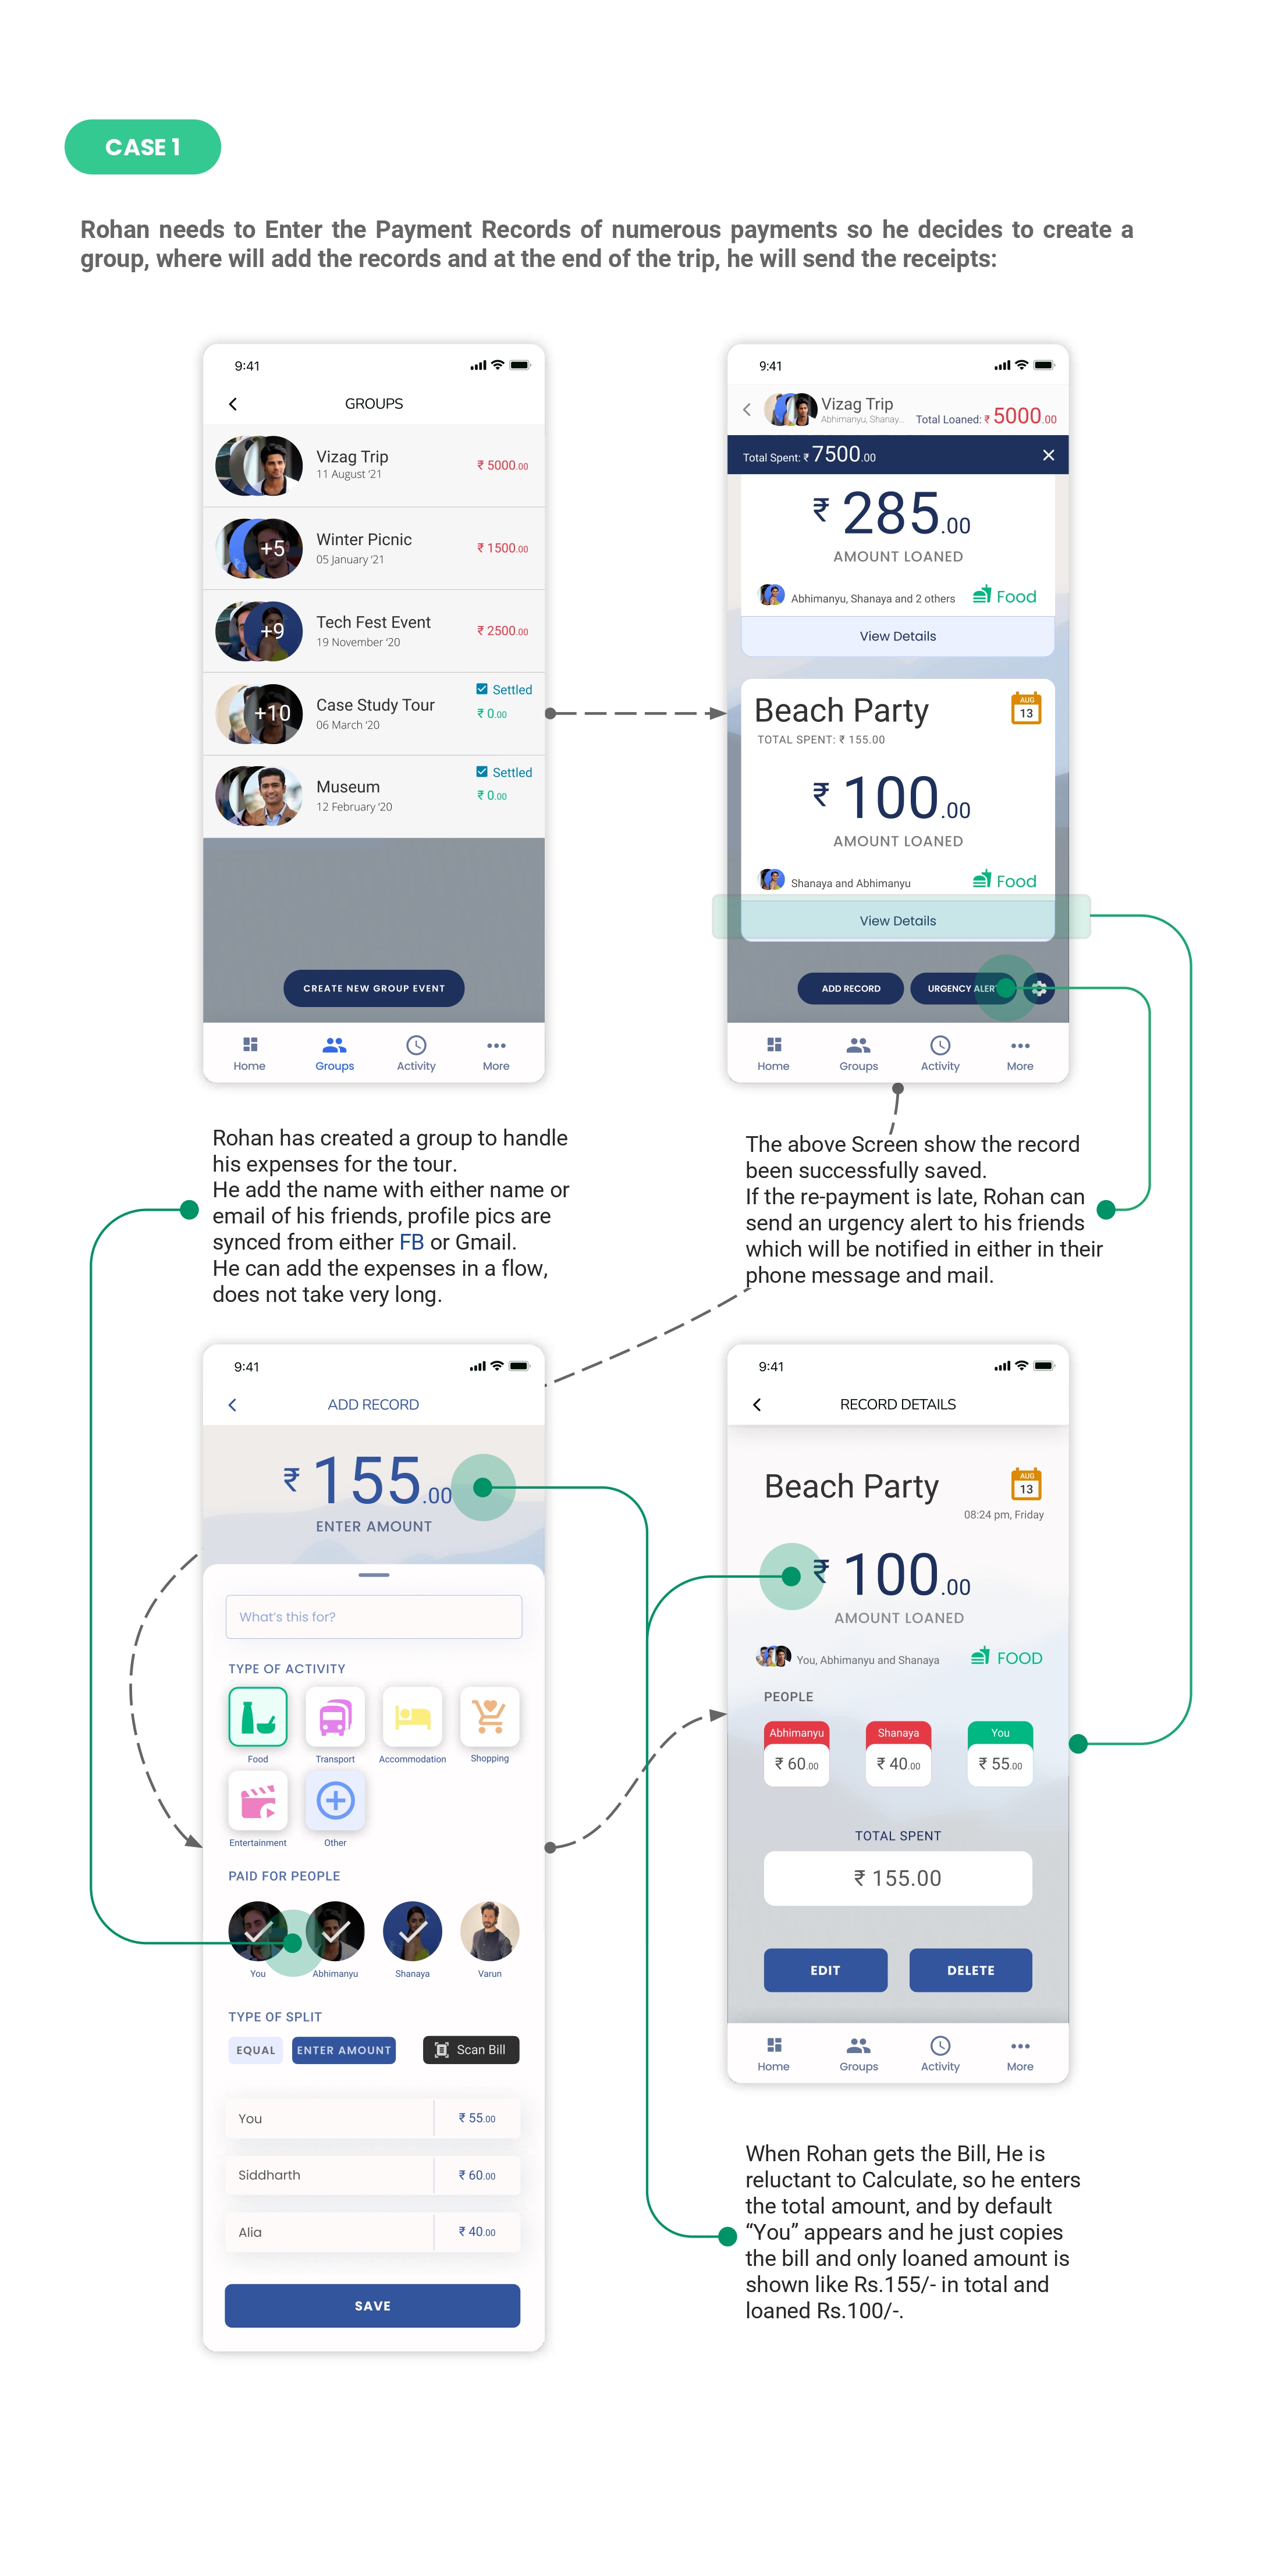 CASE 1
Rohan needs to Enter the Payment Records of numerous payments so he decides to create a
group, where will add the records and at the end of the trip, he will send the receipts:
9:41
GROUPS
Vizag Trip
11 August '21
₹ 5000.00
+5
Winter Picnic
05 January '21
₹ 1500.00
+9
Tech Fest Event
19 November '20
₹ 2500.00
+10
Case Study Tour
06 March '20
Settled
₹ 0.00
Museum
12 February '20
Settled
₹ 0.00
CREATE NEW GROUP EVENT
Home
Groups
Activity
More
9:41
Vizag Trip
Abhimanyu, Shanay...
Total Loaned: ₹ 5000.00
Total Spent: ₹ 7500.00
₹ 285.00
AMOUNT LOANED
Abhimanyu, Shanaya and 2 others
Food
View Details
Beach Party
AUG
13
TOTAL SPENT: ₹ 155.00
₹ 100.00
AMOUNT LOANED
Shanaya and Abhimanyu
Food
View Details
ADD RECORD
URGENCY ALERT
Home
Groups
Activity
More
Rohan has created a group to handle
his expenses for the tour.
He add the name with either name or
email of his friends, profile pics are
synced from either FB or Gmail.
He can add the expenses in a flow,
does not take very long.
The above Screen show the record
been successfully saved.
If the re-payment is late, Rohan can
send an urgency alert to his friends
which will be notified in either in their
phone message and mail.
9:41
ADD RECORD
₹ 155.00
ENTER AMOUNT
What's this for?
TYPE OF ACTIVITY
Food
Transport
Accommodation
Shopping
Entertainment
Other
PAID FOR PEOPLE
You
Abhimanyu
Shanaya
Varun
TYPE OF SPLIT
EQUAL
ENTER AMOUNT
Scan Bill
You
₹ 55.00
Siddharth
₹ 60.00
Alia
₹ 40.00
SAVE
9:41
RECORD DETAILS
Beach Party
AUG
13
08:24 pm, Friday
₹ 100.00
AMOUNT LOANED
You, Abhimanyu and Shanaya
FOOD
PEOPLE
Abhimanyu
₹ 60.00
Shanaya
₹ 40.00
You
₹ 55.00
TOTAL SPENT
₹ 155.00
EDIT
DELETE
Home
Groups
Activity
More
When Rohan gets the Bill, He is
reluctant to Calculate, so he enters
the total amount, and by default
“You” appears and he just copies
the bill and only loaned amount is
shown like Rs.155/- in total and
loaned Rs.100/-.